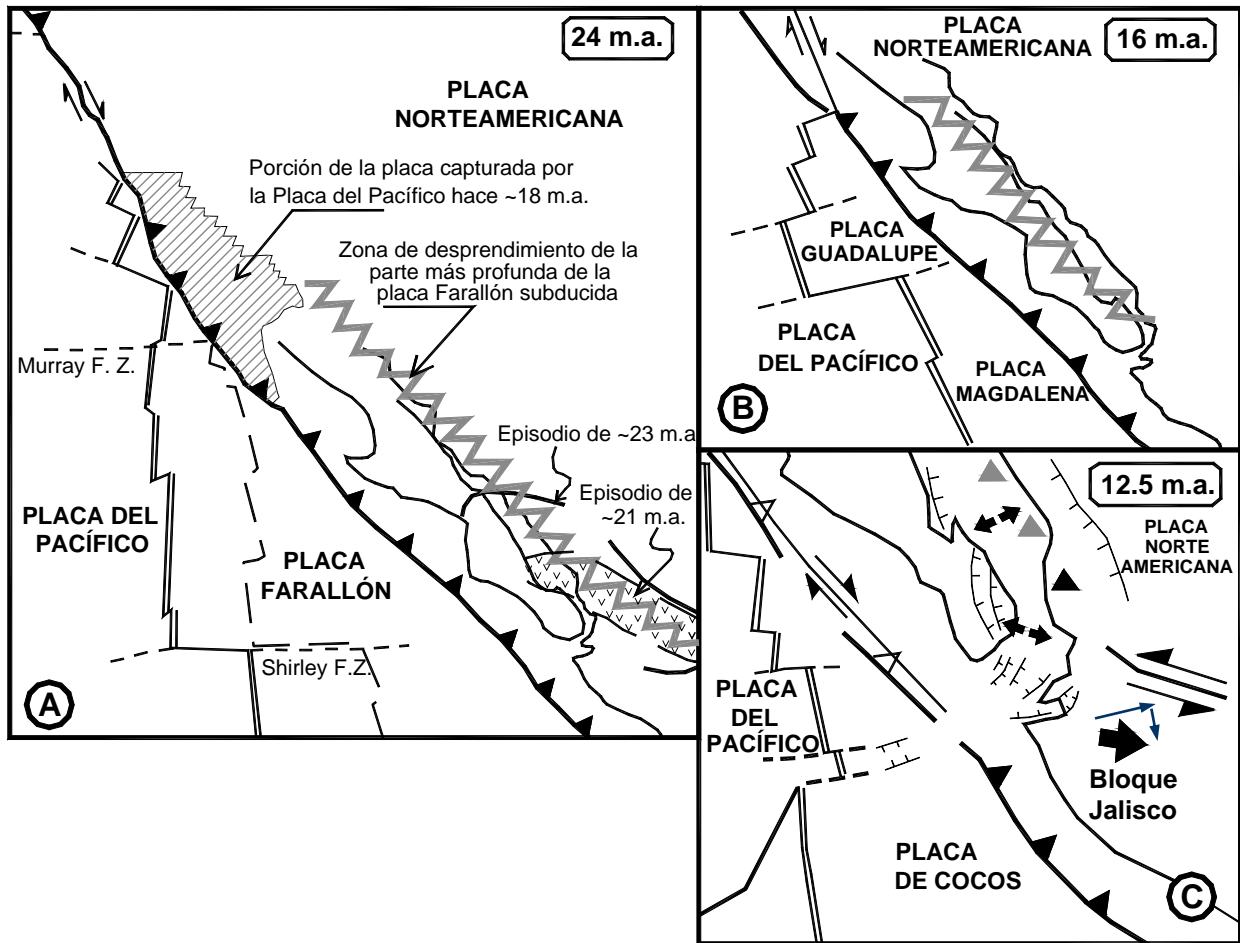 24 m.a.
PLACA
NORTEAMERICANA
Porción de la placa capturada por
la Placa del Pacífico hace ~18 m.a.
Zona de desprendimiento de la
parte más profunda de la
placa Farallón subducida
Murray F. Z.
Episodio de ~23 m.a
Episodio de
~21 m.a.
PLACA DEL
PACÍFICO
PLACA
FARALLÓN
Shirley F.Z.
A
PLACA
NORTEAMERICANA
16 m.a.
PLACA
GUADALUPE
PLACA
DEL PACÍFICO
PLACA
MAGDALENA
B
12.5 m.a.
PLACA
NORTE
AMERICANA
PLACA
DEL
PACÍFICO
Bloque
Jalisco
PLACA
DE COCOS
C